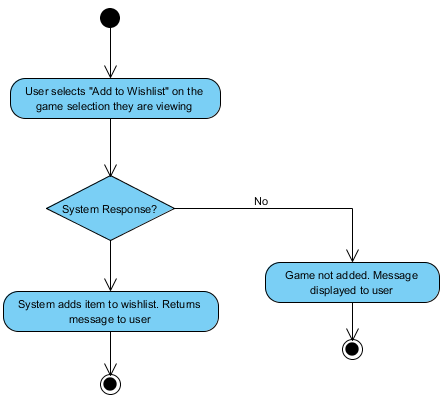 User selects "Add to Wishlist" on the
game selection they are viewing
System Response?
No
Game not added. Message
displayed to user
System adds item to wishlist. Returns
message to user